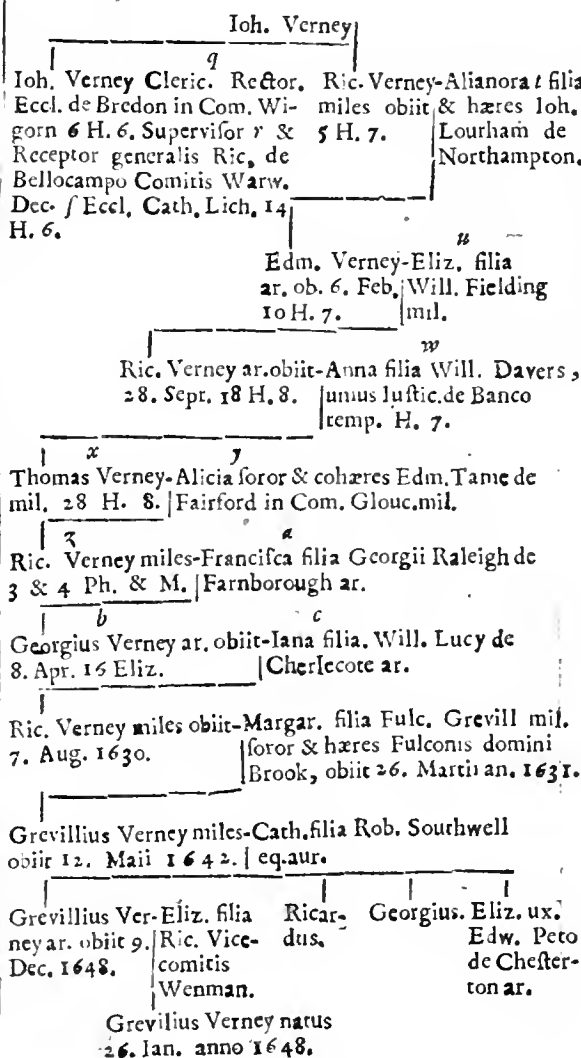 Ioh. Verney
q
Ioh. Verney Cleric. Rector.
Eccl. de Bredon in Com. Wi-
gorn 6 H. 6. Supervisor r &
Receptor generalis Ric. de
Bellocampo Comitis Warw.
Dec. ſ Eccl. Cath. Lich. 14
H. 6.
Ric. Verney-Alianora t filia
miles obiit & hæres Ioh.
5 H. 7. Lourham de
Northampton.
u
Edm. Verney-Eliz. filia
ar. ob. 6. Feb. Will. Fielding
10 H. 7. mil.
w
Ric. Verney ar. obiit-Anna filia Will. Davers,
28. Sept. 18 H. 8. unius Iuſtic. de Banco
temp. H. 7.
x y
Thomas Verney-Alicia ſoror & cohæres Edm. Tame de
mil. 28 H. 8. Fairford in Com. Glouc. mil.
z a
Ric. Verney miles-Franciſca filia Georgii Raleigh de
3 & 4 Ph. & M. Farnborough ar.
b c
Georgius Verney ar. obiit-Iana filia. Will. Lucy de
8. Apr. 16 Eliz. Cherlecote ar.
Ric. Verney miles obiit-Margar. filia Fulc. Grevill mil.
7. Aug. 1630. ſoror & hæres Fulconis domini
Brook, obiit 26. Martii an. 1631.
Grevillius Verney miles-Cath. filia Rob. Southwell
obiit 12. Maii 1642. eq. aur.
Grevillius Ver-Eliz. filia
ney ar. obiit 9. Ric. Vice-
Dec. 1648. comitis
Wenman.
Ricar-
dus.
Georgius.
Eliz. ux.
Edw. Peto
de Cheſter-
ton ar.
Grevilius Verney natus
26. Ian. anno 1648.